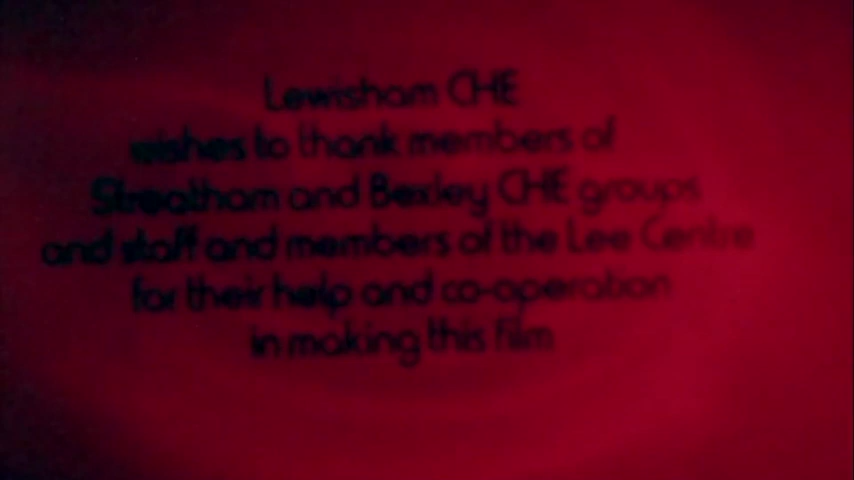 Lewisham CHE
wishes to thank members of
Streatham and Bexley CHE groups
and staff and members of the Lee Centre
for their help and co-operation
in making this film